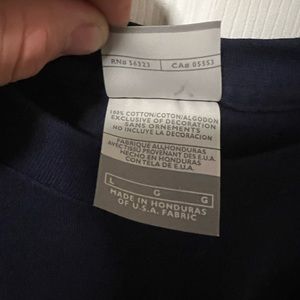 RN# 56323 CA# 05553
100% COTTON/COTON/ALGODON
EXCLUSIVE OF DECORATION
SANS ORNEMENTS
NO INCLUYE LA DECORACION
FABRIQUE AU HONDURAS
AVEC TISSU PROVENANT DES E.U.A.
HECHO EN HONDURAS
CON TELA DE E.U.A.
L G G
MADE IN HONDURAS
OF U.S.A. FABRIC